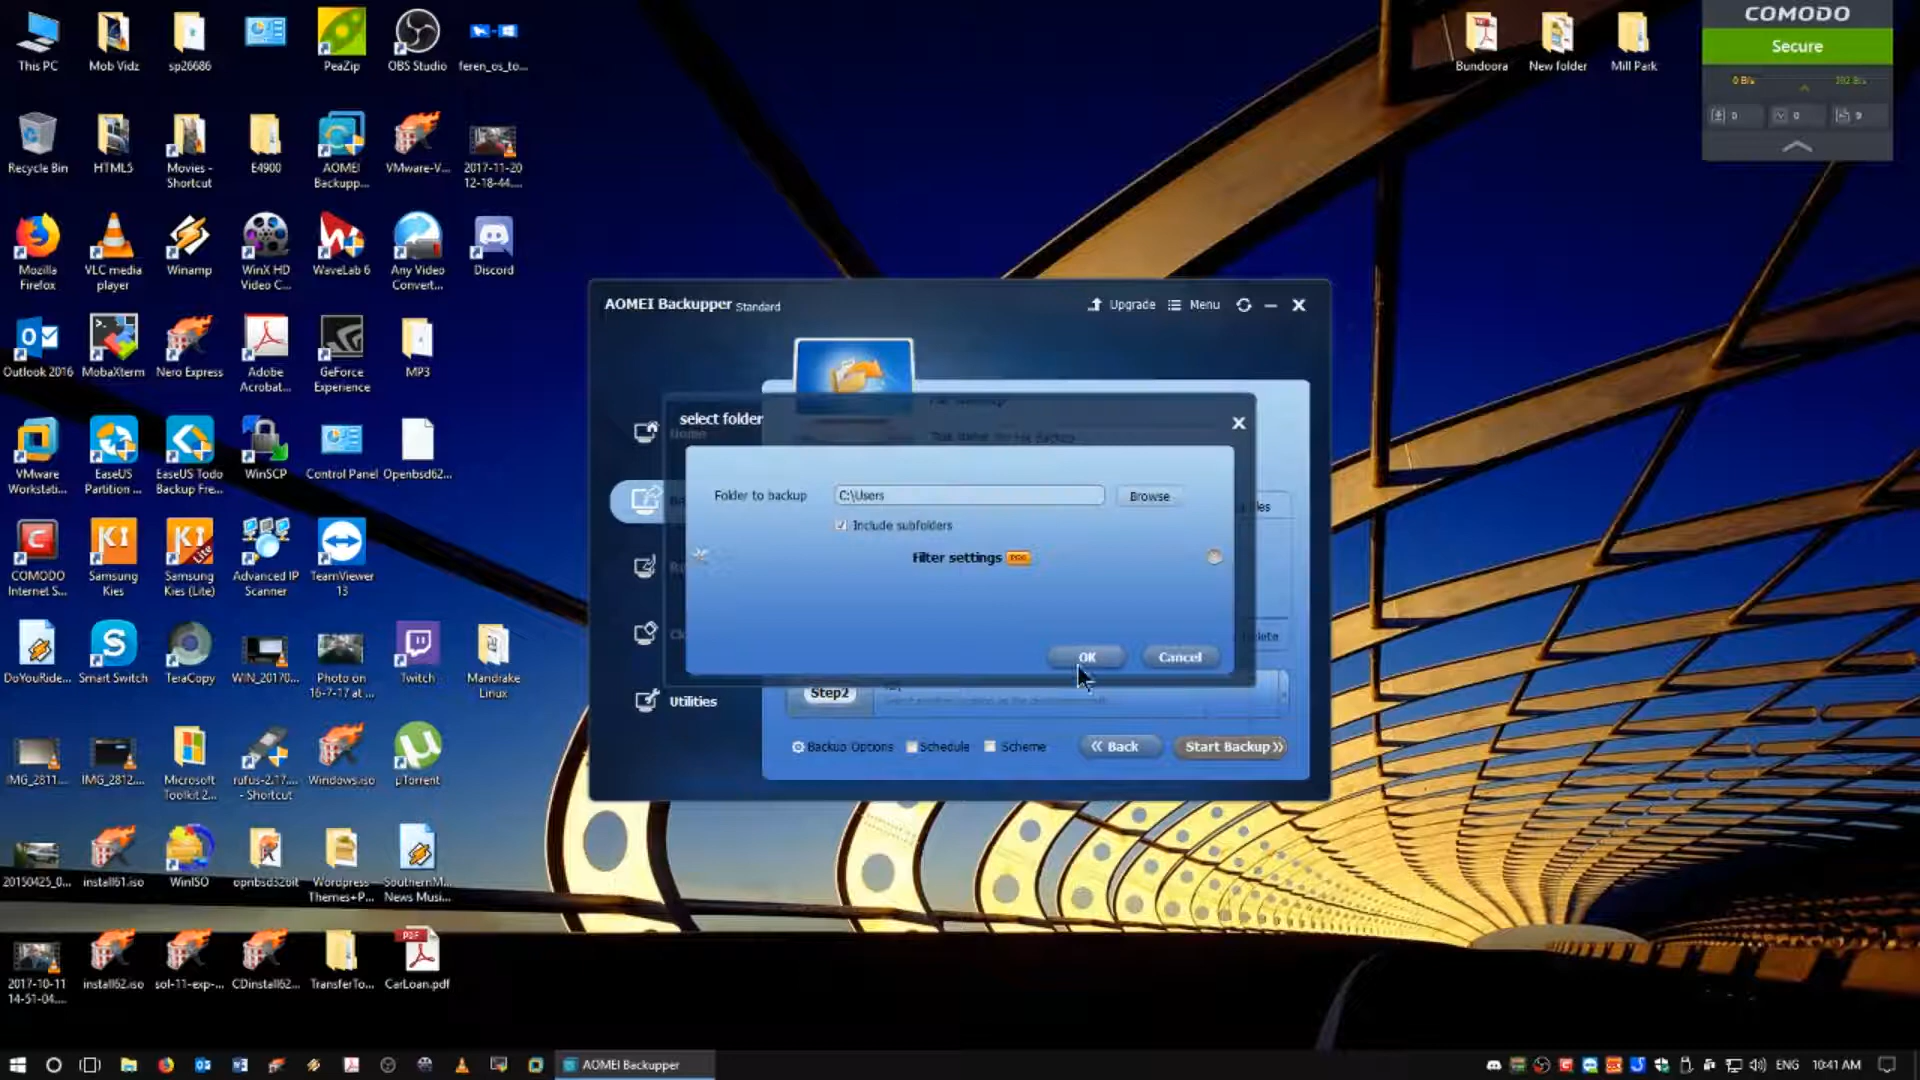 This PC
Mob Vidz
sp26686
PeaZip
OBS Studio
feren_os_to...
Bundoora
New folder
Mill Park
COMODO
Secure
0 B/s
0
0
0
Recycle Bin
HTML5
Movies -
Shortcut
E4900
AOMEI
Backupp...
VMware-V...
2017-11-20
12-18-44....
Mozilla
Firefox
VLC media
player
Winamp
WinX HD
Video C...
WaveLab 6
Any Video
Convert...
Discord
Outlook 2016
MobaXterm
Nero Express
Adobe
Acrobat...
GeForce
Experience
MP3
VMware
Workstati...
EaseUS
Partition ...
EaseUS Todo
Backup Fre...
WinSCP
Control Panel
Openbsd62...
COMODO
Internet S...
Samsung
Kies
Samsung
Kies (Lite)
Advanced IP
Scanner
TeamViewer
13
DoYouRide...
Smart Switch
TeraCopy
WIN_20170...
Photo on
16-7-17 at ...
Twitch
Mandrake
Linux
IMG_2811....
IMG_2812....
Microsoft
Toolkit 2...
rufus-2.17....
- Shortcut
Windows.iso
µTorrent
20150425_0...
install61.iso
WinISO
opnbsd32bit
Wordpress
Themes+P...
SouthernM...
News Musi...
2017-10-11
14-51-04....
install62.iso
sol-11-exp-...
CDinstall62...
TransferTo...
CarLoan.pdf
AOMEI Backupper Standard
Upgrade
Menu
select folder
Folder to backup
C:\Users
Browse
Include subfolders
Filter settings
OK
Cancel
Utilities
Step2
Backup Options
Schedule
Scheme
Back
Start Backup
AOMEI Backupper
ENG
10:41 AM